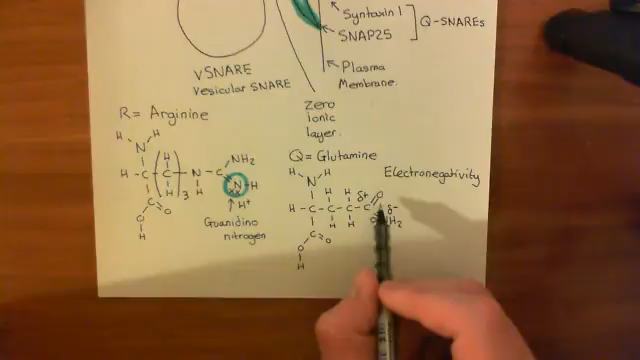 Syntaxin 1
SNAP25
Q-SNAREs
Plasma
Membrane.
VSNARE
Vesicular SNARE
Zero
Ionic
layer.
R = Arginine
H H
N
NH₂
H
H - C - ( C ) 3 - N - C
H
H
N - H
H⁺
C = O
O
H
Guanidino
nitrogen
Q = Glutamine
Electronegativity
H H
N H H δ+ O
H - C - C - C - C δ-
H H NH₂
C = O
O
H